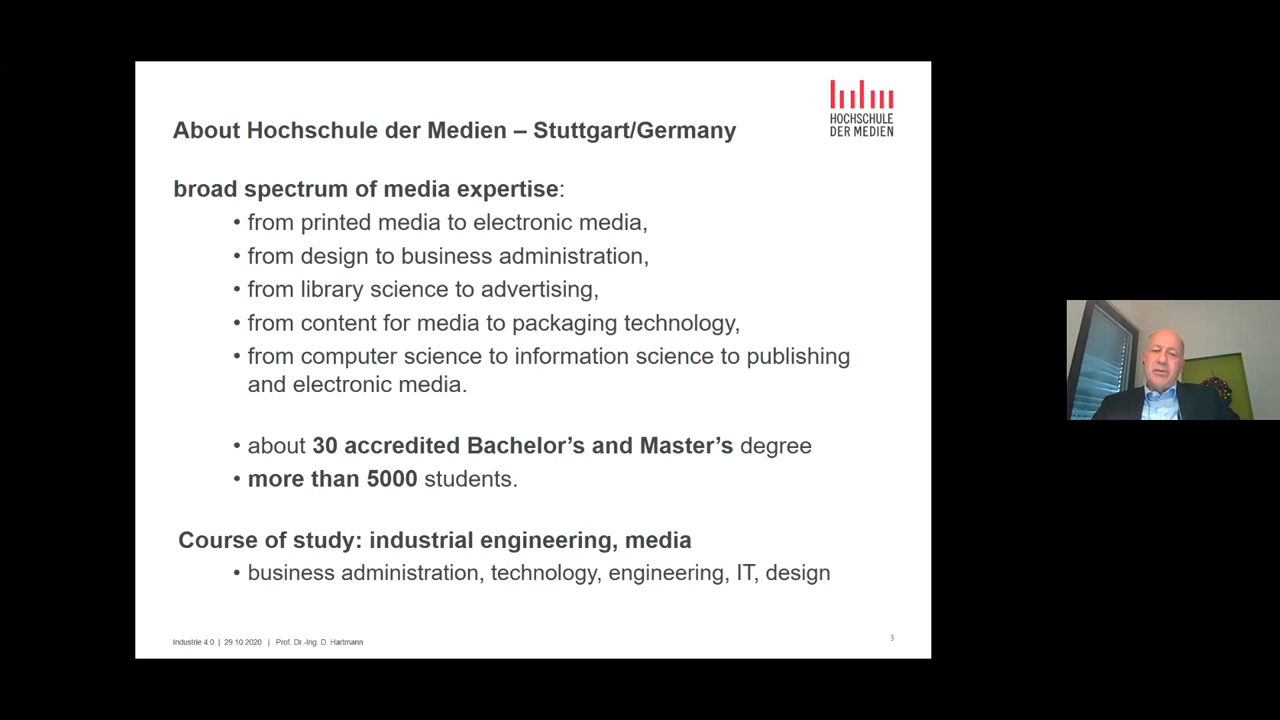 HOCHSCHULE
DER MEDIEN
About Hochschule der Medien – Stuttgart/Germany
broad spectrum of media expertise:
• from printed media to electronic media,
• from design to business administration,
• from library science to advertising,
• from content for media to packaging technology,
• from computer science to information science to publishing
and electronic media.
• about 30 accredited Bachelor’s and Master’s degree
• more than 5000 students.
Course of study: industrial engineering, media
• business administration, technology, engineering, IT, design
Industrie 4.0 | 29.10.2020 | Prof. Dr.-Ing. D. Hartmann
3